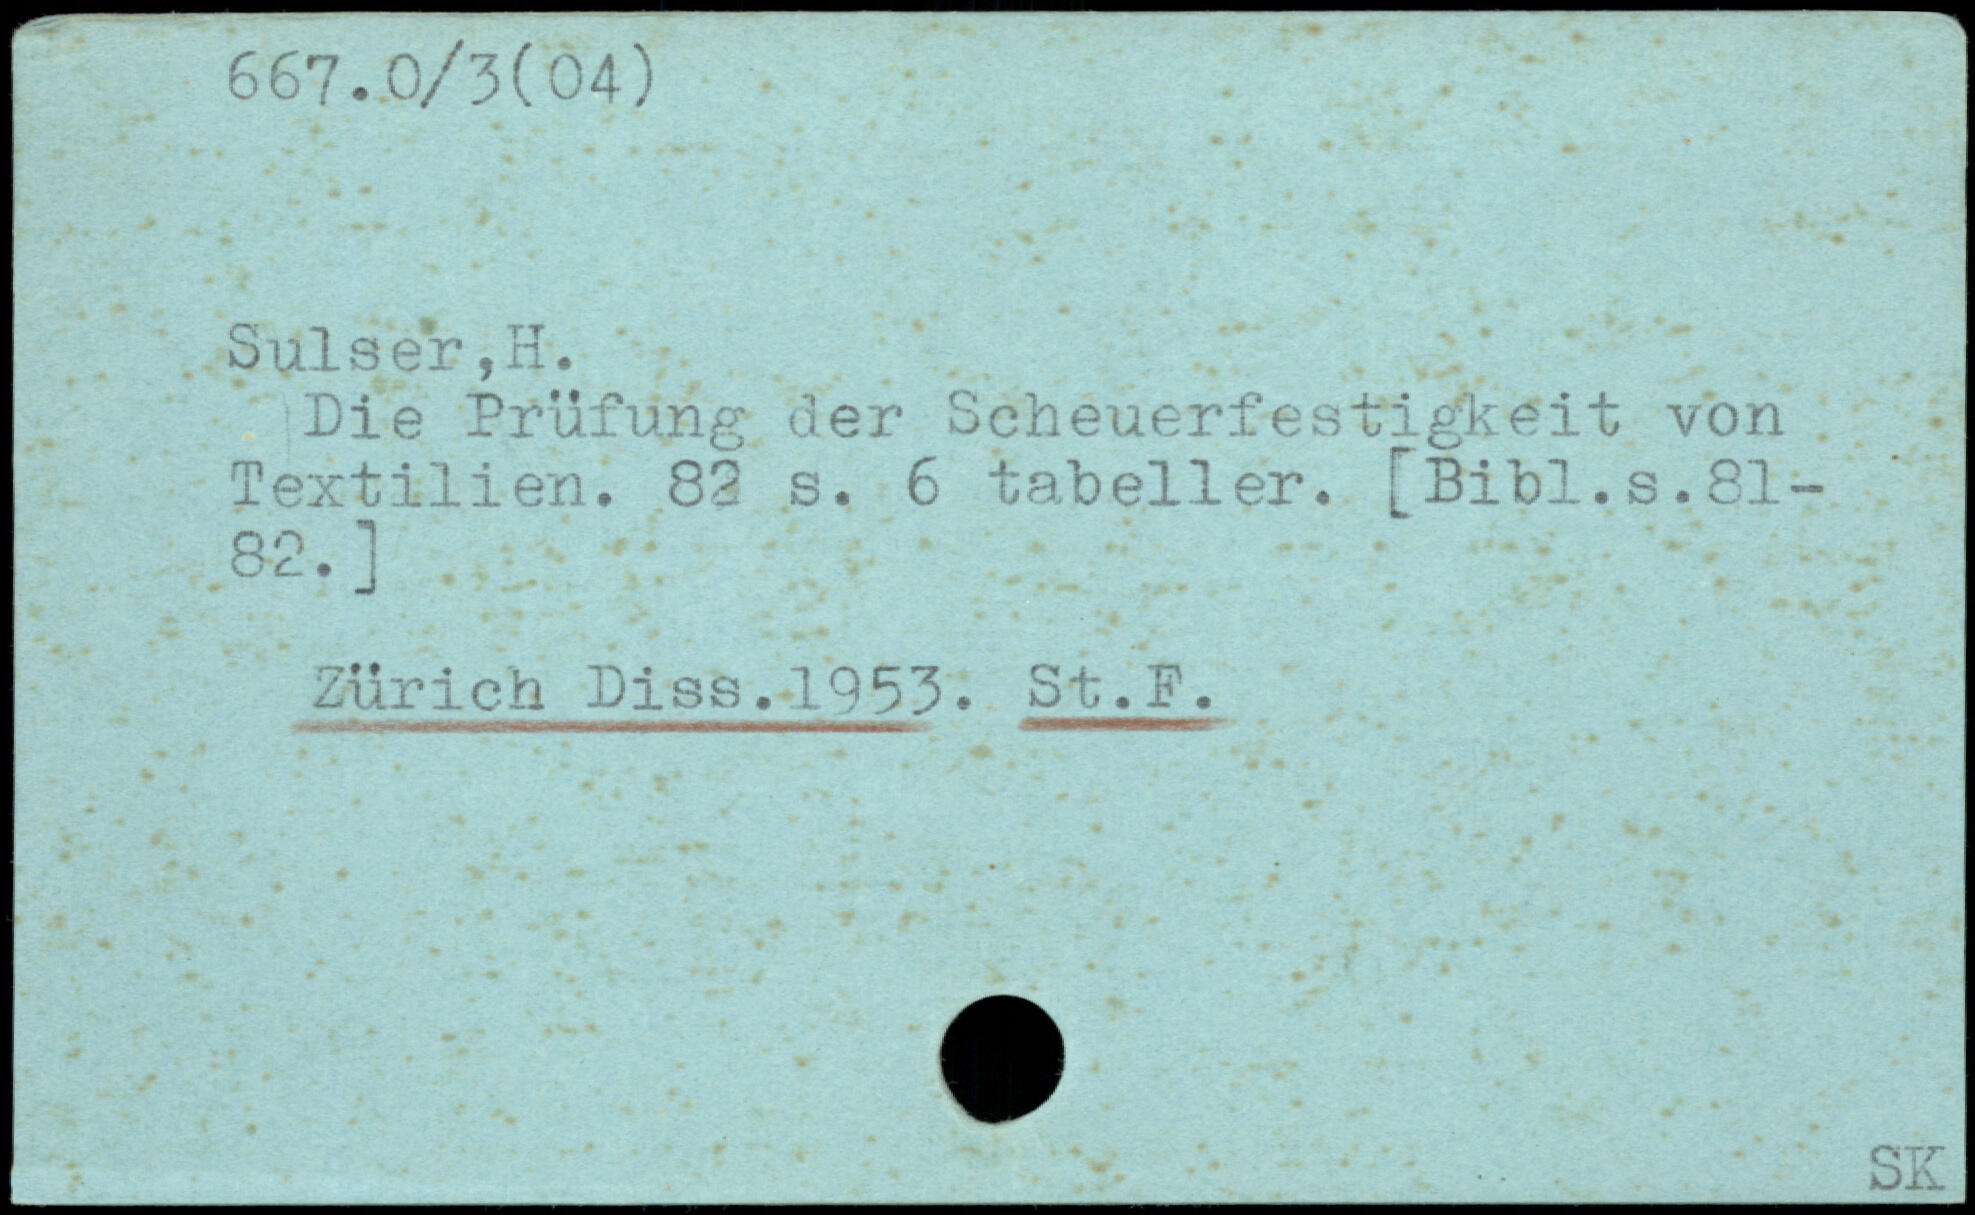 667.0/3(04)
Sulser,H.
Die Prüfung der Scheuerfestigkeit von
Textilien. 82 s. 6 tabeller. [Bibl.s.81-
82.]
Zürich Diss.1953. St.F.
SK